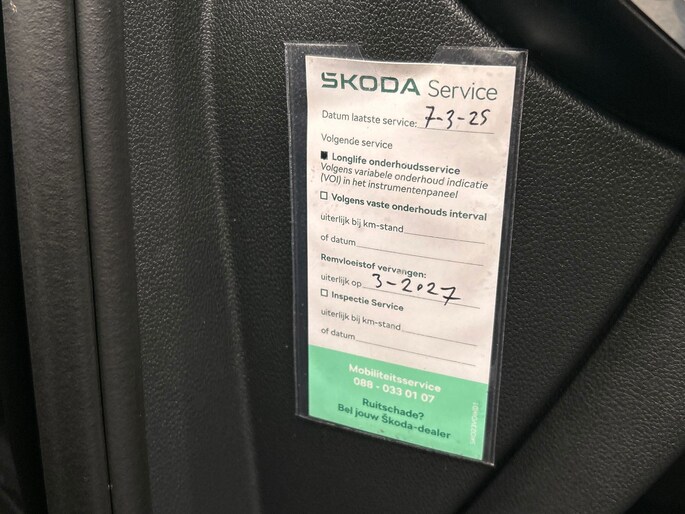 ŠKODA Service
Datum laatste service: 7-3-25
Volgende service
Longlife onderhoudsservice
Volgens variabele onderhoud indicatie
(VOI) in het instrumentenpaneel
Volgens vaste onderhouds interval
uiterlijk bij km-stand
of datum
Remvloeistof vervangen:
uiterlijk op 3-2027
Inspectie Service
uiterlijk bij km-stand
of datum
Mobiliteitsservice
088 - 033 01 07
Ruitschade?
Bel jouw Škoda-dealer